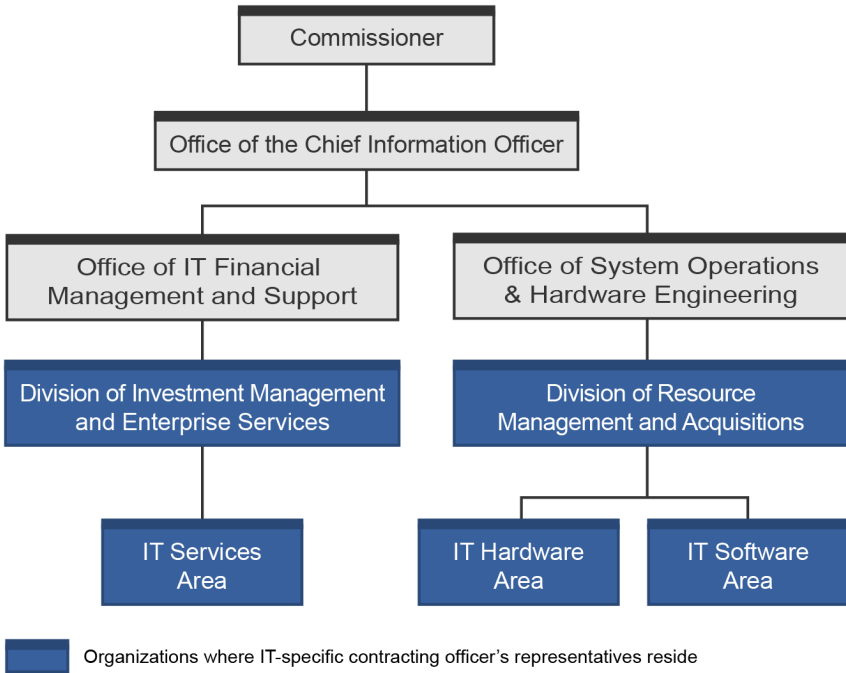 Commissioner
Office of the Chief Information Officer
Office of IT Financial
Management and Support
Office of System Operations
& Hardware Engineering
Division of Investment Management
and Enterprise Services
Division of Resource
Management and Acquisitions
IT Services
Area
IT Hardware
Area
IT Software
Area
Organizations where IT-specific contracting officer’s representatives reside